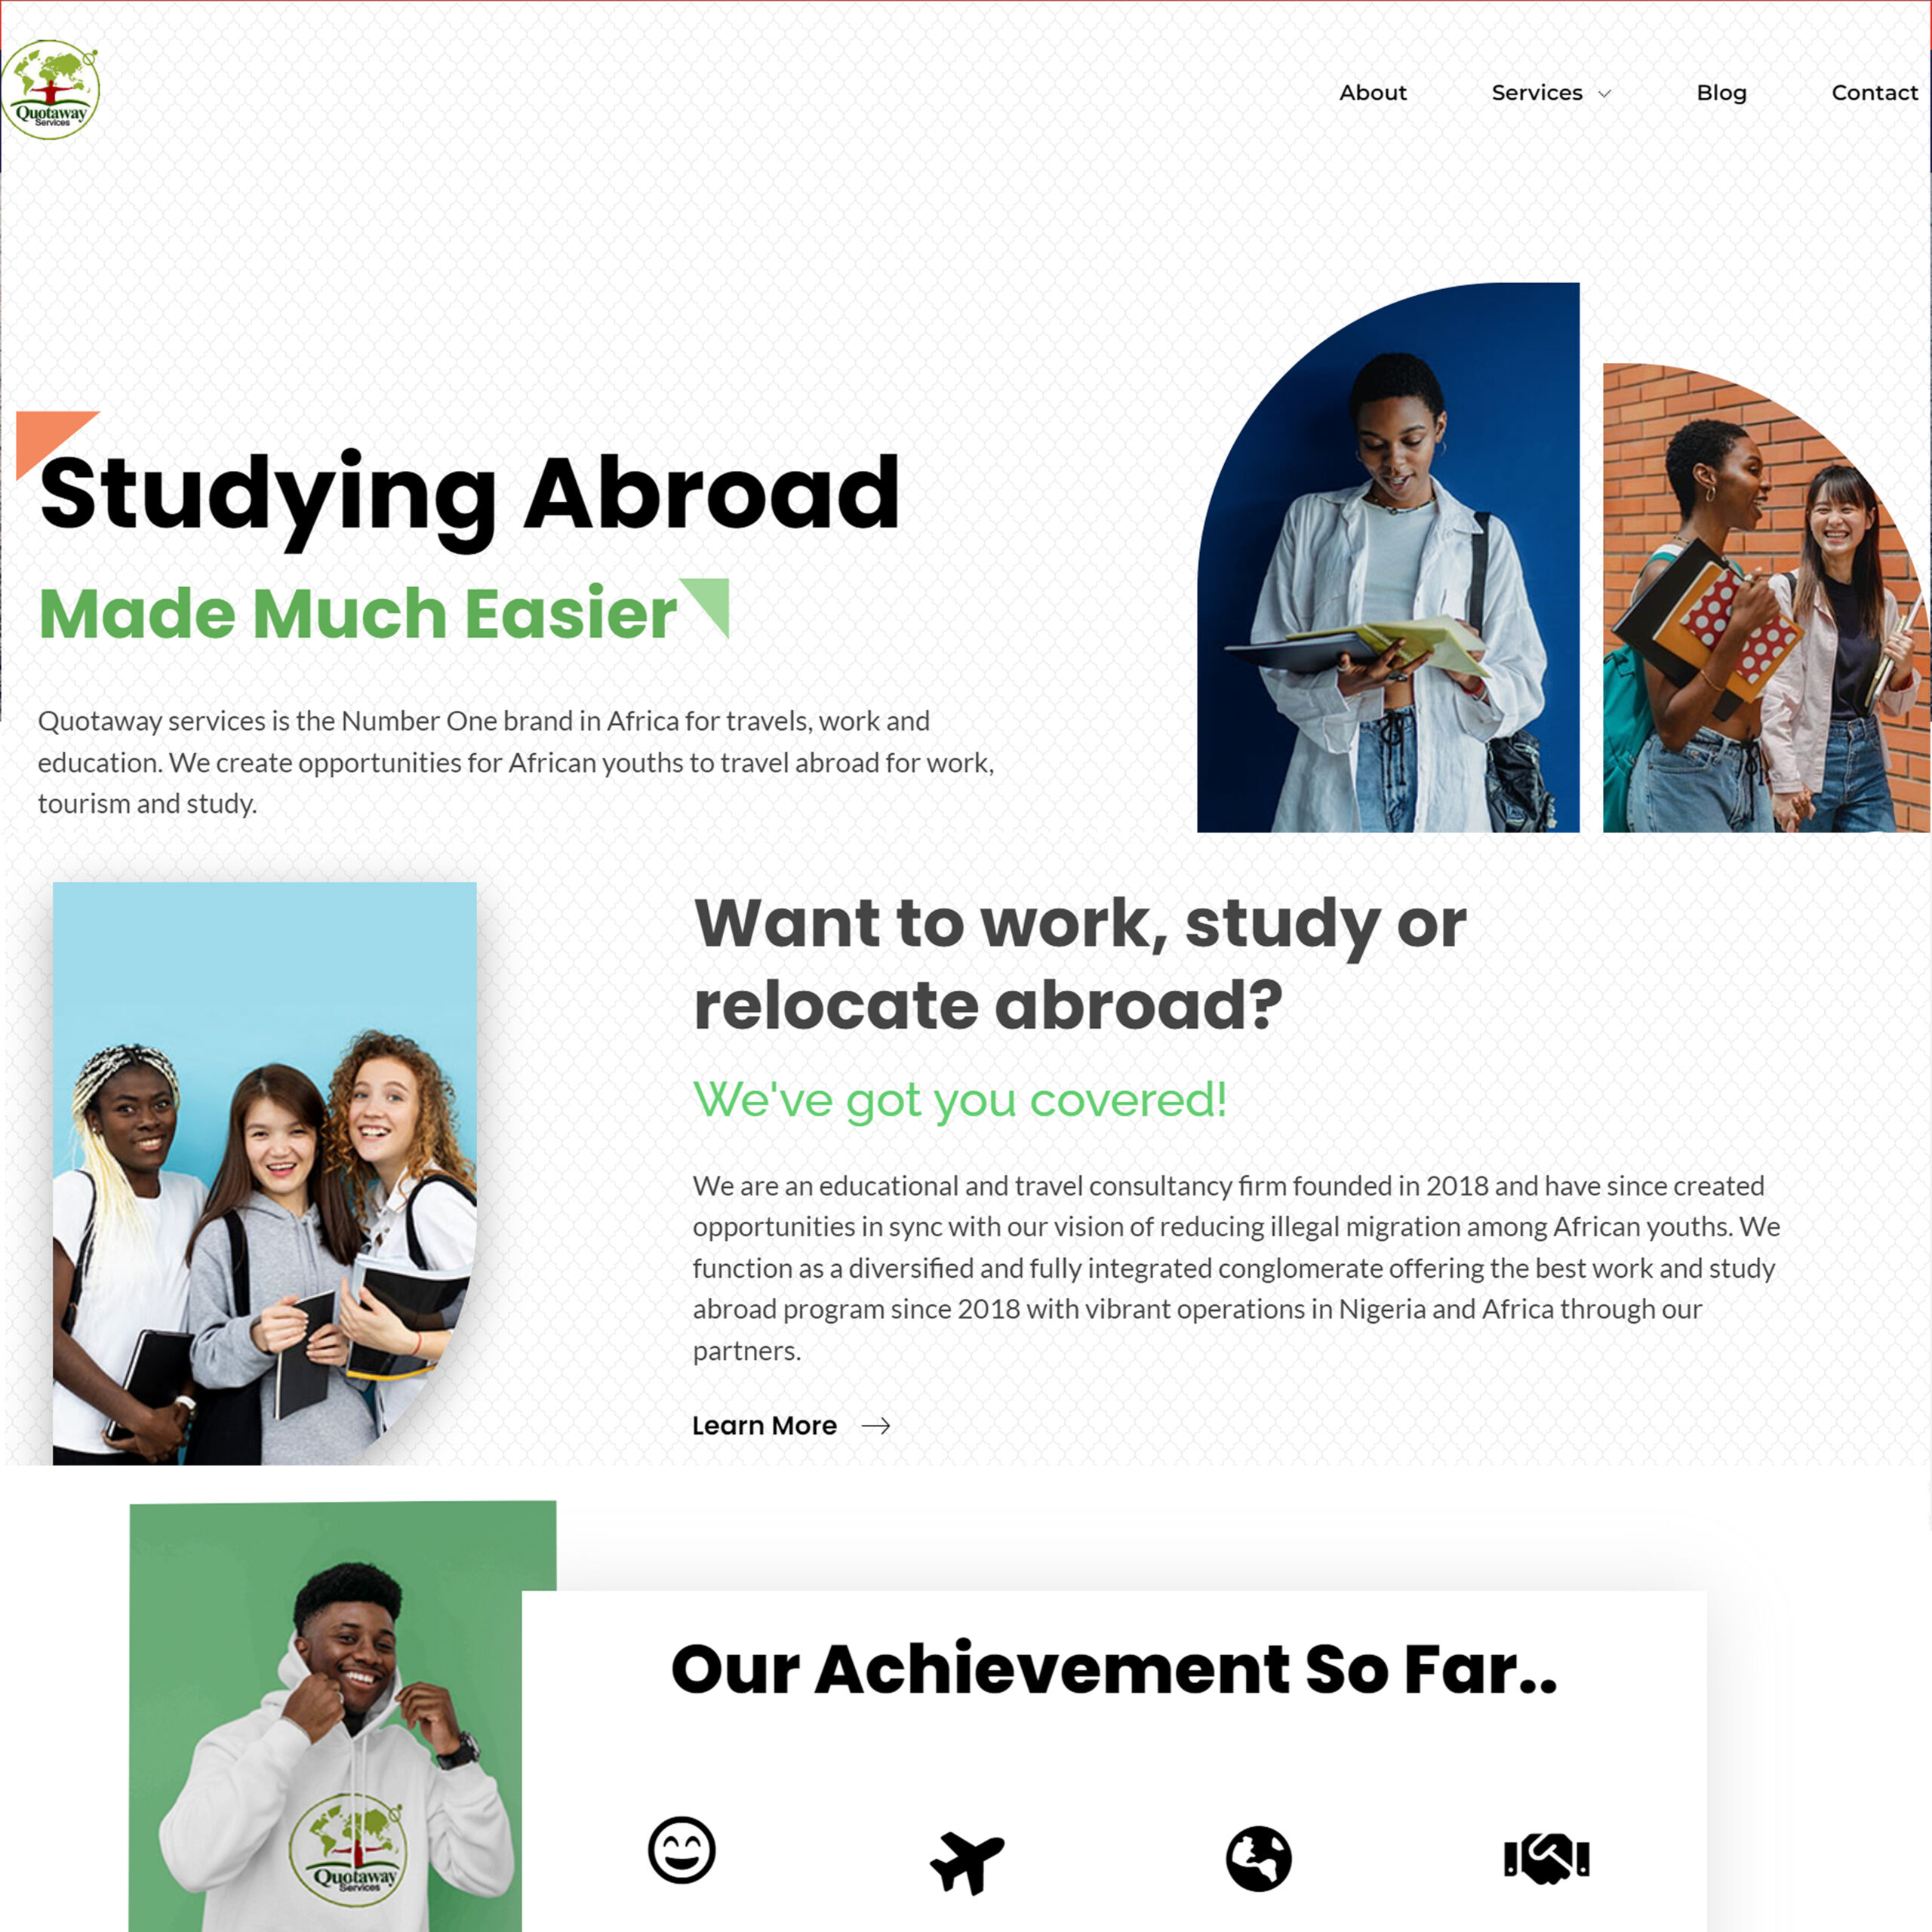 Quotaway
Services
About
Services
Blog
Contact
Studying Abroad
Made Much Easier
Quotaway services is the Number One brand in Africa for travels, work and
education. We create opportunities for African youths to travel abroad for work,
tourism and study.
Want to work, study or
relocate abroad?
We've got you covered!
We are an educational and travel consultancy firm founded in 2018 and have since created
opportunities in sync with our vision of reducing illegal migration among African youths. We
function as a diversified and fully integrated conglomerate offering the best work and study
abroad program since 2018 with vibrant operations in Nigeria and Africa through our
partners.
Learn More
Our Achievement So Far..
Quotaway
Services